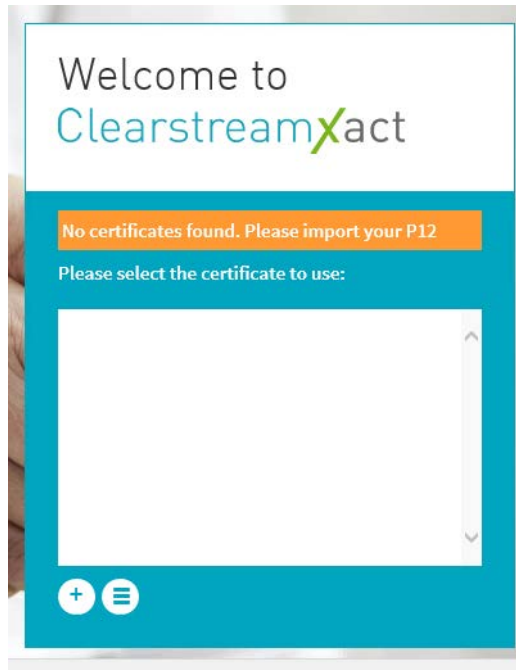 Welcome to
ClearstreamXact
No certificates found. Please import your P12
Please select the certificate to use: